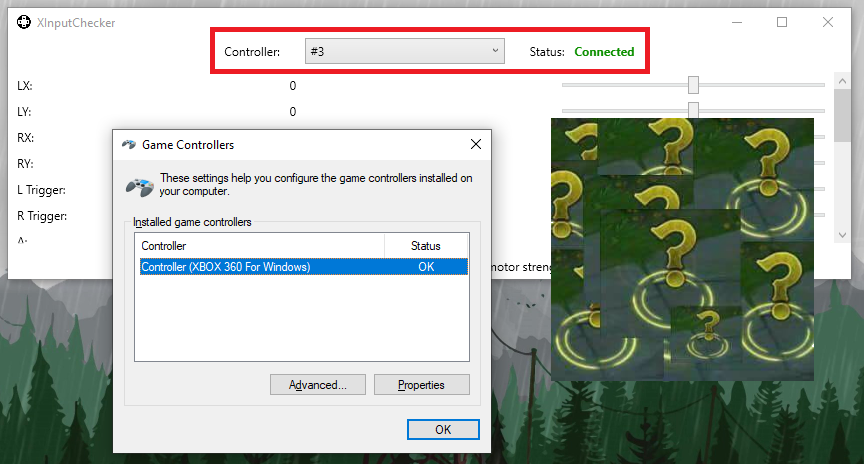 XInputChecker
Controller: #3 Status: Connected
LX: 0
LY: 0
RX:
RY:
L Trigger:
R Trigger:
Game Controllers
These settings help you configure the game controllers installed on
your computer.
Installed game controllers
Controller Status
Controller (XBOX 360 For Windows) OK
Advanced... Properties
OK
motor streng
? ? ? ? ? ? ? ? ?